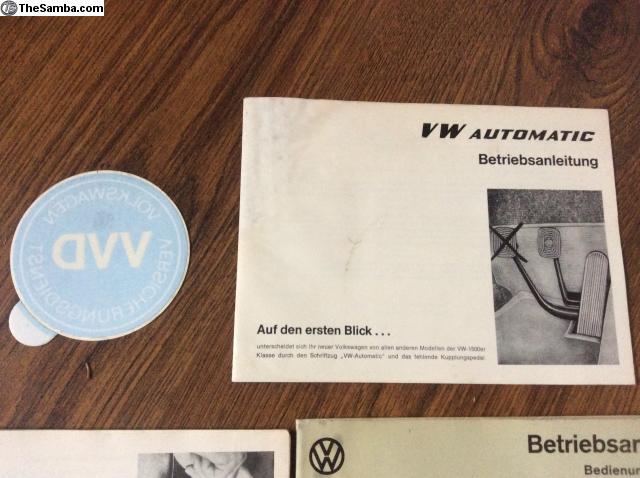 TheSamba.com
VW AUTOMATIC
Betriebsanleitung
VOLKSWAGEN
VVD
VERSICHERUNGSDIENST
Auf den ersten Blick . . .
unterscheidet sich Ihr neuer Volkswagen von allen anderen Modellen der VW-1500er
Klasse durch den Schriftzug „VW-Automatic" und das fehlende Kupplungspedal.
Betriebsan
Bedienun